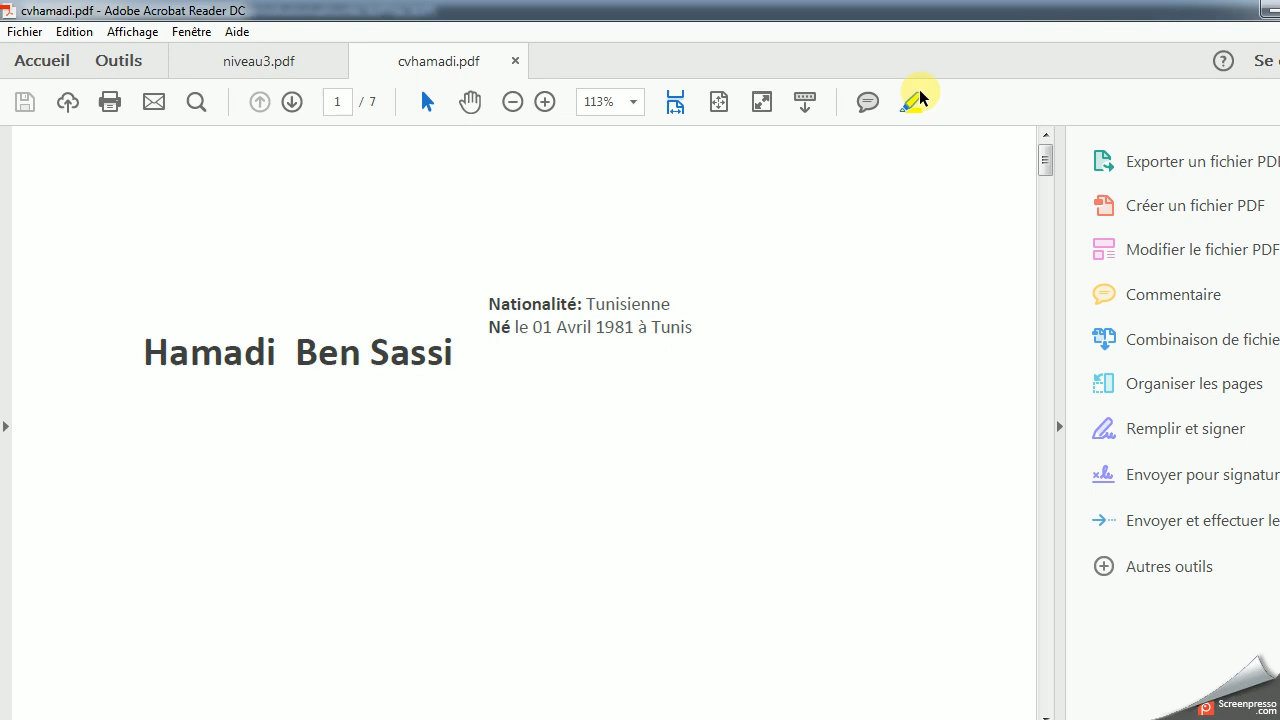 cvhamadi.pdf - Adobe Acrobat Reader DC
Fichier Edition Affichage Fenêtre Aide
Accueil Outils niveau3.pdf cvhamadi.pdf × ? Se
1 / 7 113%
Exporter un fichier PDF
Créer un fichier PDF
Modifier le fichier PDF
Commentaire
Combinaison de fichie
Organiser les pages
Remplir et signer
Envoyer pour signatur
Envoyer et effectuer le
Autres outils
Nationalité: Tunisienne
Né le 01 Avril 1981 à Tunis
Hamadi Ben Sassi
Screenpresso
.com